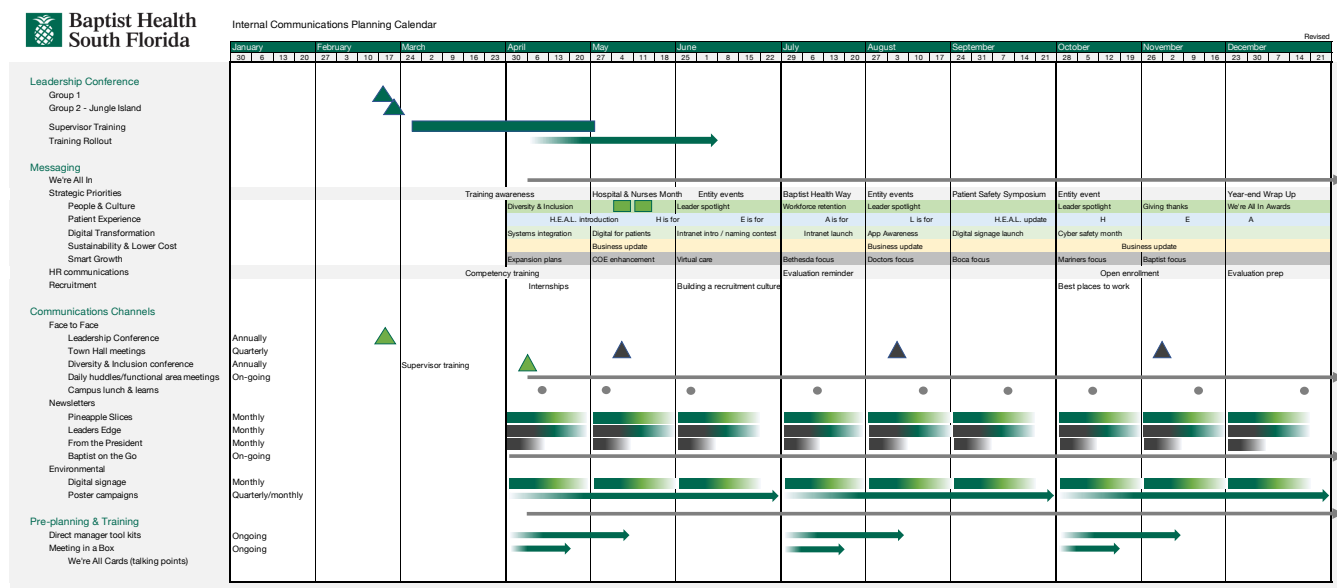 Baptist Health
South Florida
Internal Communications Planning Calendar
Revised
January February March April May June July August September October November December
30 6 13 20 27 3 10 17 24 2 9 16 23 30 6 13 20 27 4 11 18 25 1 8 15 22 29 6 13 20 27 3 10 17 24 31 7 14 21 28 5 12 19 26 2 9 16 23 30 7 14 21
Leadership Conference
Group 1
Group 2 - Jungle Island
Supervisor Training
Training Rollout
Messaging
We're All In
Strategic Priorities Training awareness Hospital & Nurses Month Entity events Baptist Health Way Entity events Patient Safety Symposium Entity event Year-end Wrap Up
People & Culture Diversity & Inclusion Leader spotlight Workforce retention Leader spotlight Leader spotlight Giving thanks We're All In Awards
Patient Experience H.E.A.L. introduction H is for E is for A is for L is for H.E.A.L. update H E A
Digital Transformation Systems integration Digital for patients Intranet intro / naming contest Intranet launch App Awareness Digital signage launch Cyber safety month
Sustainability & Lower Cost Business update Business update Business update
Smart Growth Expansion plans COE enhancement Virtual care Bethesda focus Doctors focus Boca focus Mariners focus Baptist focus
HR communications Competency training Evaluation reminder Open enrollment Evaluation prep
Recruitment Internships Building a recruitment culture Best places to work
Communications Channels
Face to Face
Leadership Conference Annually
Town Hall meetings Quarterly
Diversity & Inclusion conference Annually Supervisor training
Daily huddles/functional area meetings On-going
Campus lunch & learns
Newsletters
Pineapple Slices Monthly
Leaders Edge Monthly
From the President Monthly
Baptist on the Go On-going
Environmental
Digital signage Monthly
Poster campaigns Quarterly/monthly
Pre-planning & Training
Direct manager tool kits Ongoing
Meeting in a Box Ongoing
We're All Cards (talking points)